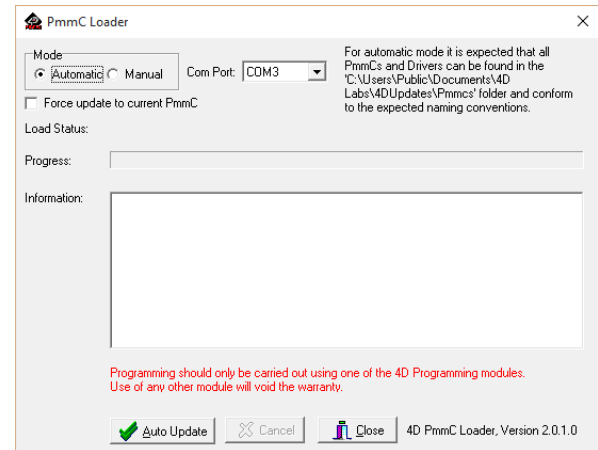 PmmC Loader
Mode
Automatic Manual
Com Port: COM3
For automatic mode it is expected that all
PmmCs and Drivers can be found in the
'C:\Users\Public\Documents\4D
Labs\4DUpdates\Pmmcs' folder and conform
to the expected naming conventions.
Force update to current PmmC
Load Status:
Progress:
Information:
Programming should only be carried out using one of the 4D Programming modules.
Use of any other module will void the warranty.
Auto Update Cancel Close 4D PmmC Loader, Version 2.0.1.0